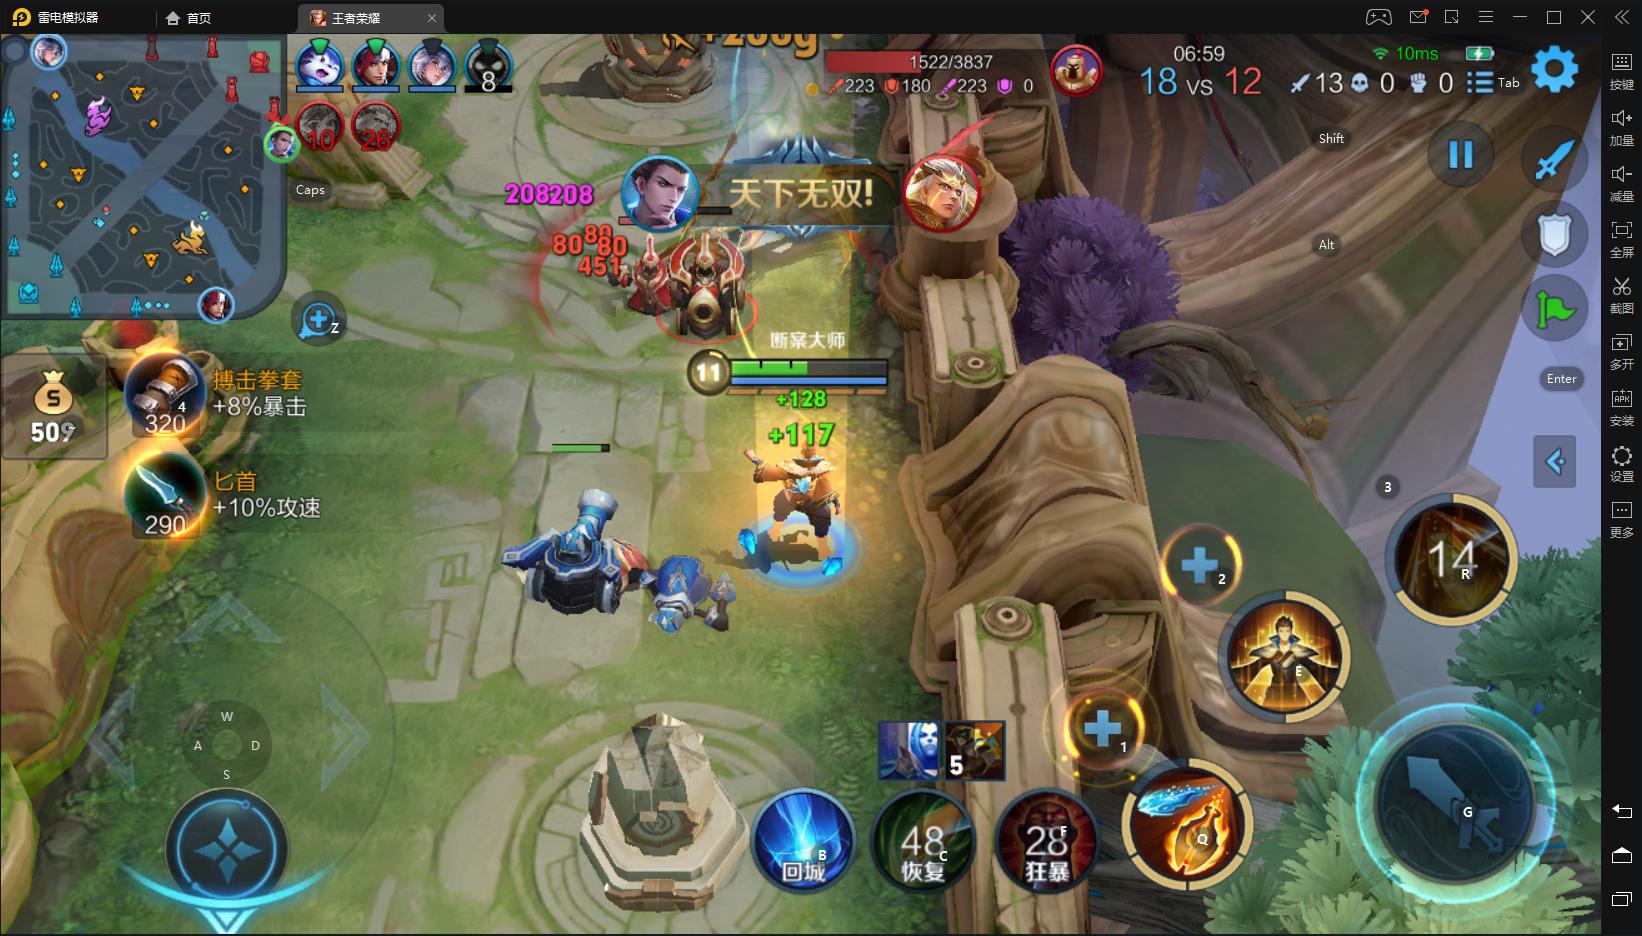 雷电模拟器
首页
王者荣耀
+200g
1522/3837
223 180 223 0
06:59
18 VS 12
10ms
13 0 0
Tab
8
10 26
Caps
Shift
Alt
Enter
208208
80 80 80
451
天下无双!
Z
断案大师
11
+128
+117
搏击拳套
+8%暴击
4
320
匕首
+10%攻速
290
S
509
3
14
R
2
E
1
W
A
D
S
5
B
回城
48
C
恢复
28
F
狂暴
Q
G
按键
加量
减量
全屏
截图
多开
APK
安装
设置
更多